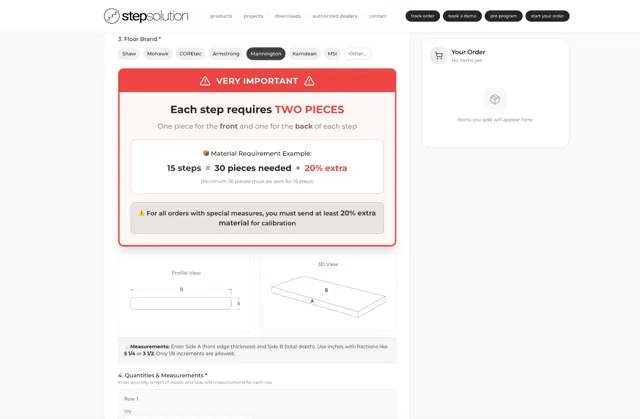 stepsolution
products projects downloads authorized dealers contact
track order book a demo pro program start your order
3. Floor Brand *
Shaw Mohawk COREtec Armstrong Mannington Karndean MSI Other...
VERY IMPORTANT
Each step requires TWO PIECES
One piece for the front and one for the back of each step
📦 Material Requirement Example:
15 steps = 30 pieces needed + 20% extra
(Minimum 36 pieces must be sent for 15 steps)
⚠️ For all orders with special measures, you must send at least 20% extra
material for calibration
Profile View
B
A
3D View
B
A
Measurements: Enter Side A (front edge thickness) and Side B (total depth). Use inches with fractions like
5 1/4 or 3 1/2. Only 1/8 increments are allowed.
4. Quantities & Measurements *
Enter quantity, length of wood, and Side A/B measurements for each row
Row 1
Qty
Your Order
No items yet
Items you add will appear here